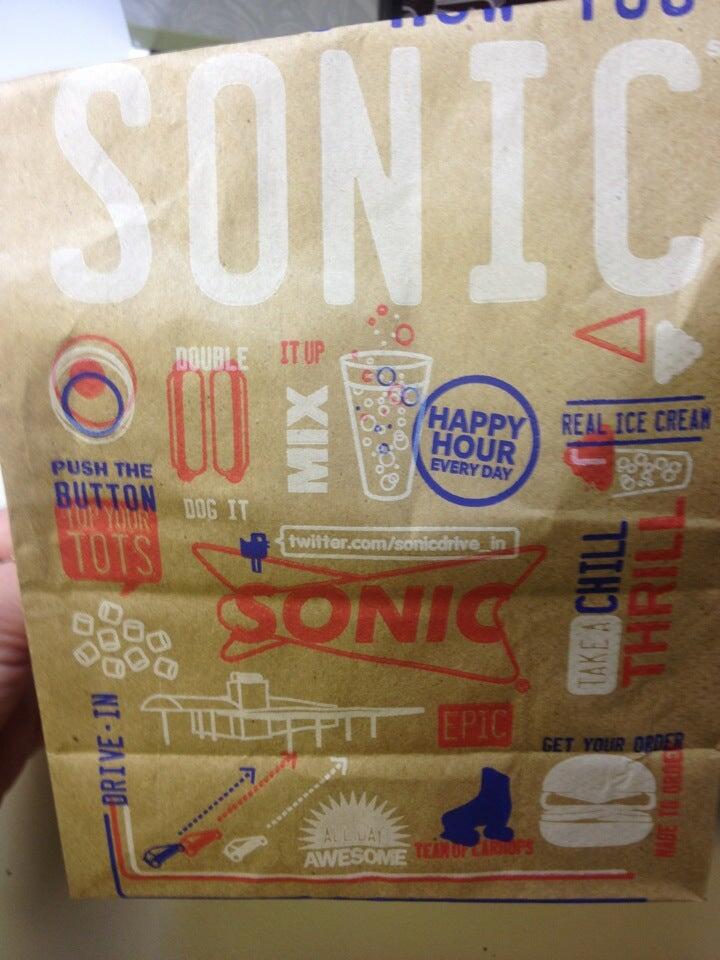 HOW YOU
SONIC
DOUBLE
IT UP
MIX
HAPPY
HOUR
EVERY DAY
REAL ICE CREAM
PUSH THE
BUTTON
TOP YOUR
TOTS
DOG IT
twitter.com/sonicdrive_in
SONIC
TAKE A CHILL
THRILL
DRIVE-IN
EPIC
GET YOUR ORDER
MADE TO ORDER
ALL DAY
AWESOME
TEAM OF CARHOPS